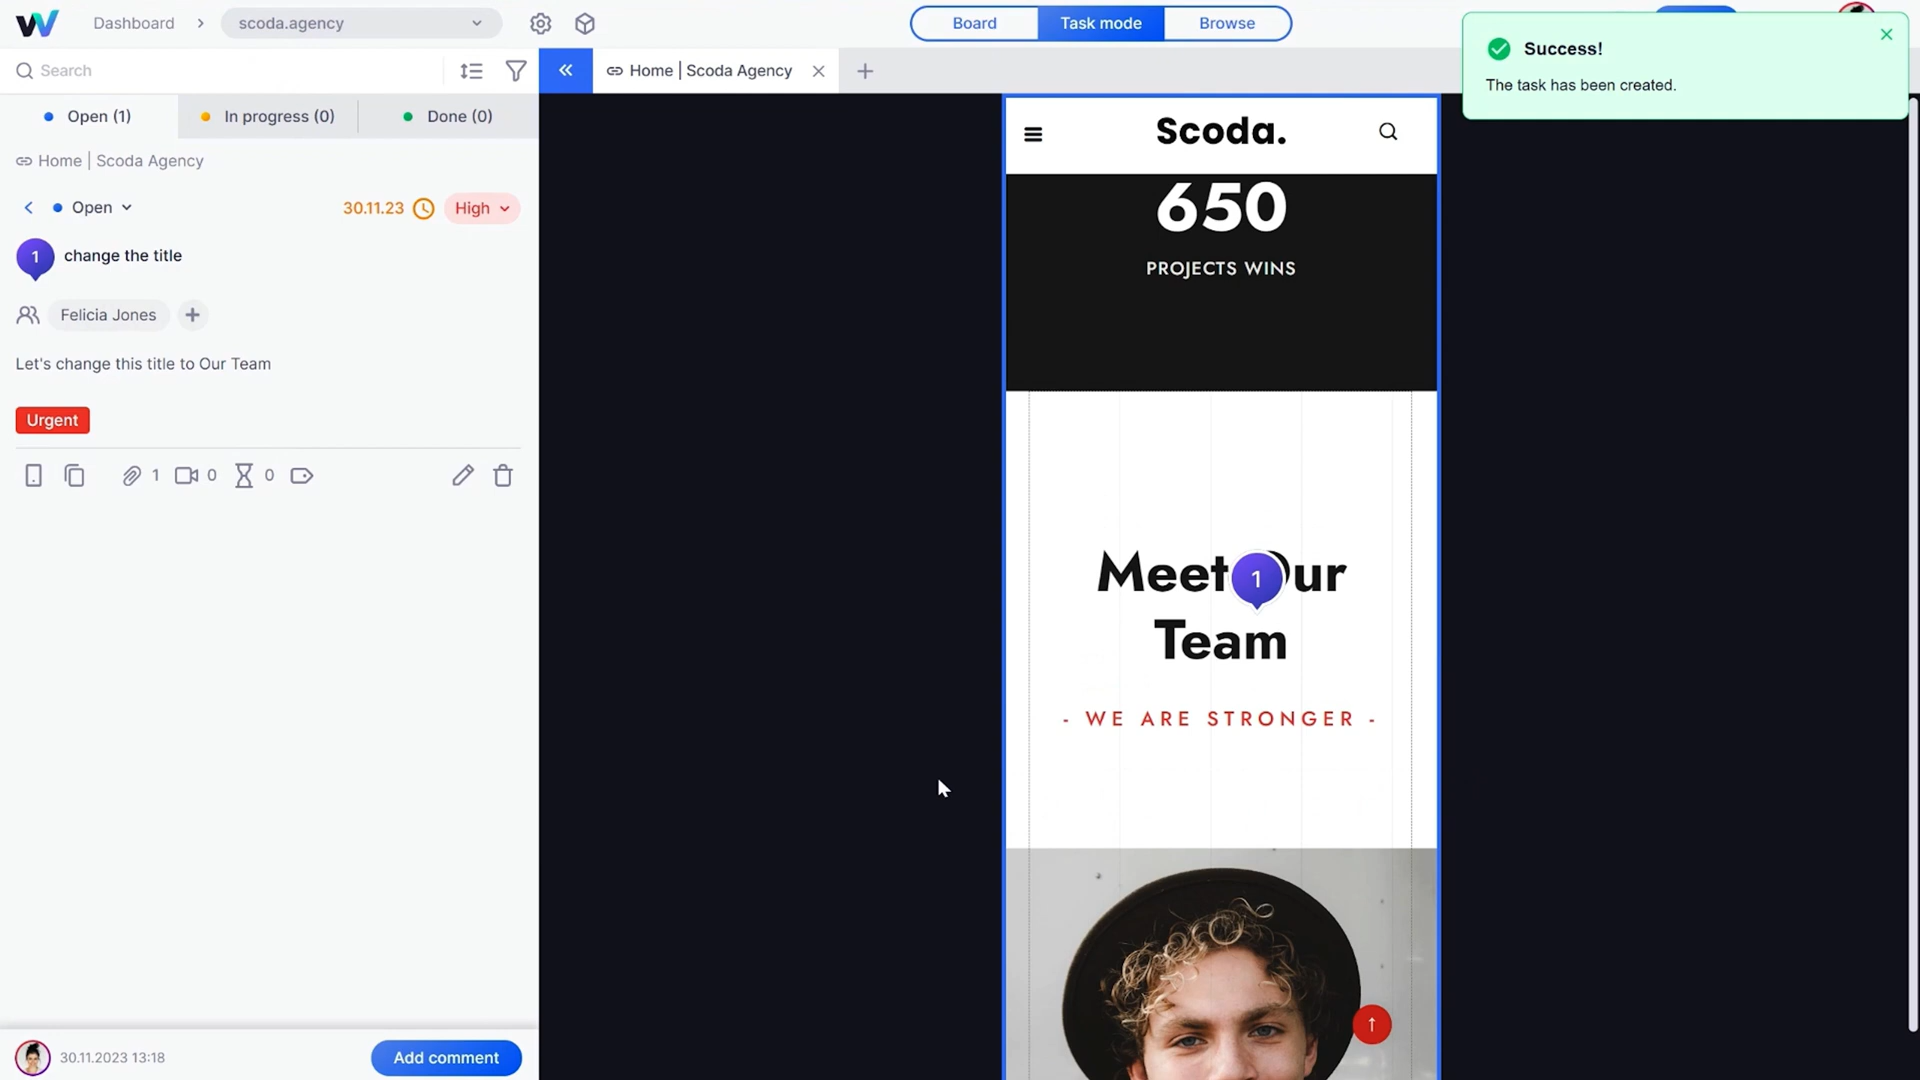 Dashboard > scoda.agency
Board Task mode Browse
Success!
The task has been created.
Search
Home | Scoda Agency
Open (1) In progress (0) Done (0)
Home | Scoda Agency
Open 30.11.23 High
1 change the title
Felicia Jones
Let's change this title to Our Team
Urgent
1 0 0
30.11.2023 13:18 Add comment
Scoda.
650
PROJECTS WINS
Meet Our
1
Team
- WE ARE STRONGER -